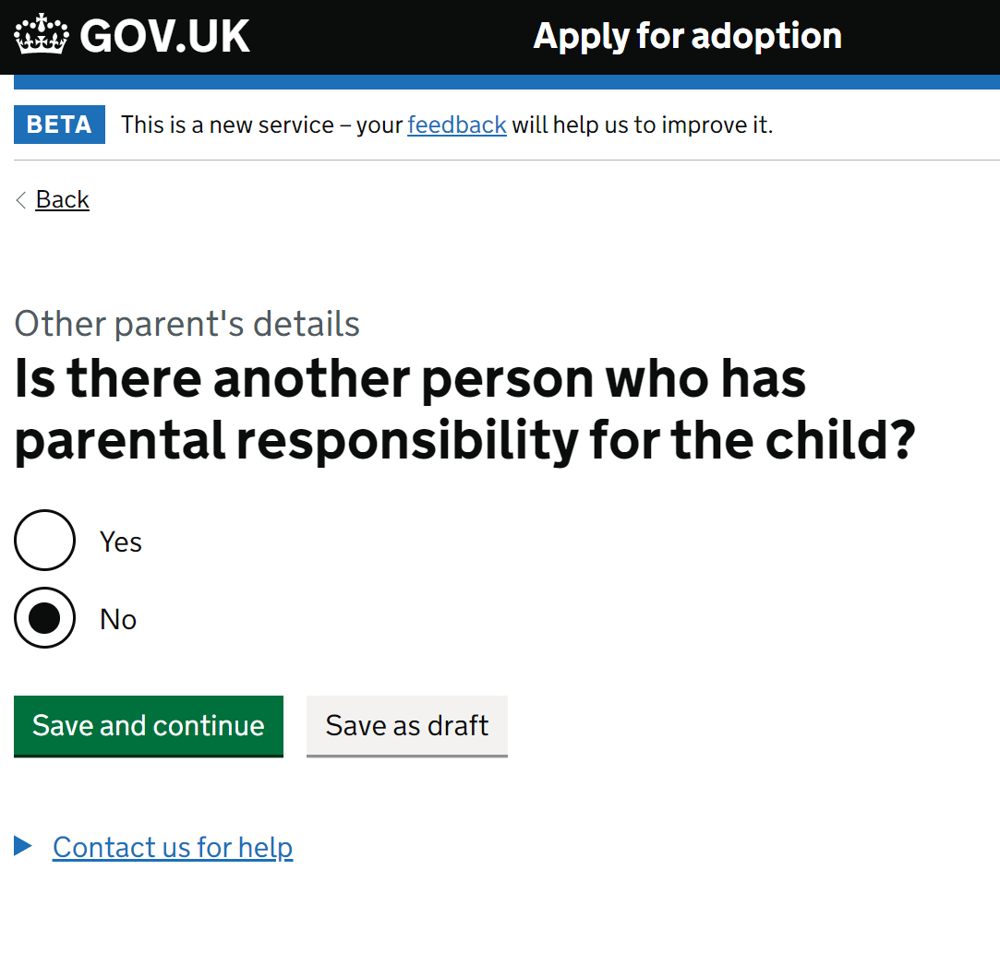 GOV.UK
Apply for adoption
BETA This is a new service – your feedback will help us to improve it.
Back
Other parent's details
Is there another person who has
parental responsibility for the child?
Yes
No
Save and continue Save as draft
Contact us for help